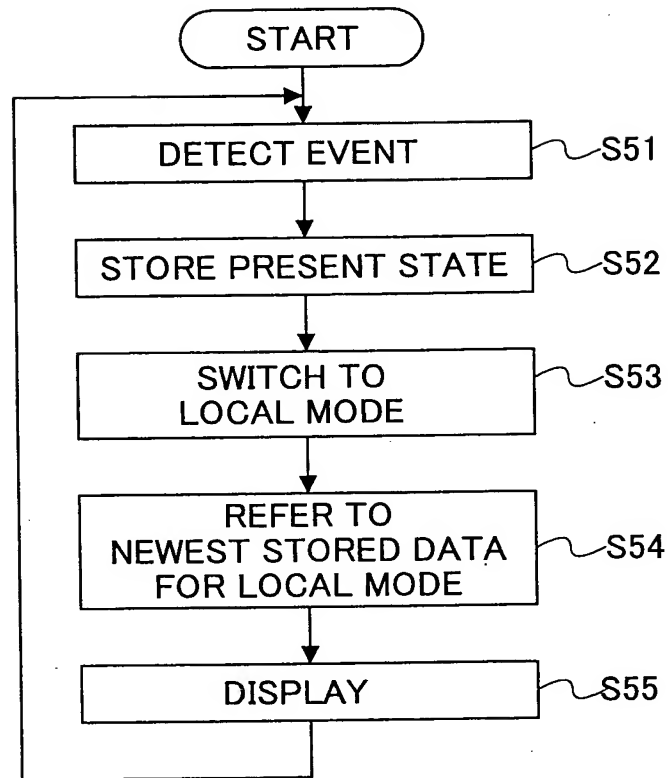 START
DETECT EVENT
S51
STORE PRESENT STATE
S52
SWITCH TO
LOCAL MODE
S53
REFER TO
NEWEST STORED DATA
FOR LOCAL MODE
S54
DISPLAY
S55